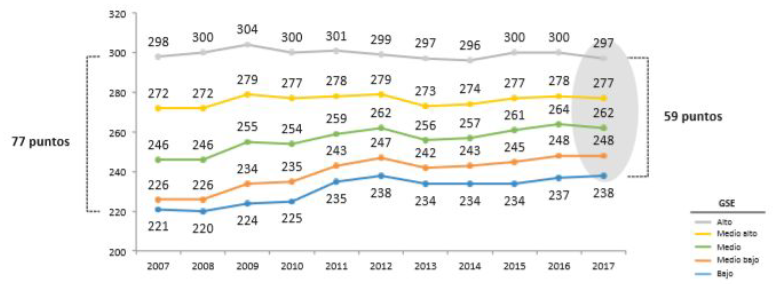 320
300
280
260
240
220
200
298 300 304 300 301 299 297 296 300 300 297
272 272 279 277 278 279 273 274 277 278 277
246 246 255 254 259 262 256 257 261 264 262
226 226 234 235 243 247 242 243 245 248 248
221 220 224 225 235 238 234 234 234 237 238
77 puntos
59 puntos
2007 2008 2009 2010 2011 2012 2013 2014 2015 2016 2017
GSE
Alto
Medio alto
Medio
Medio bajo
Bajo